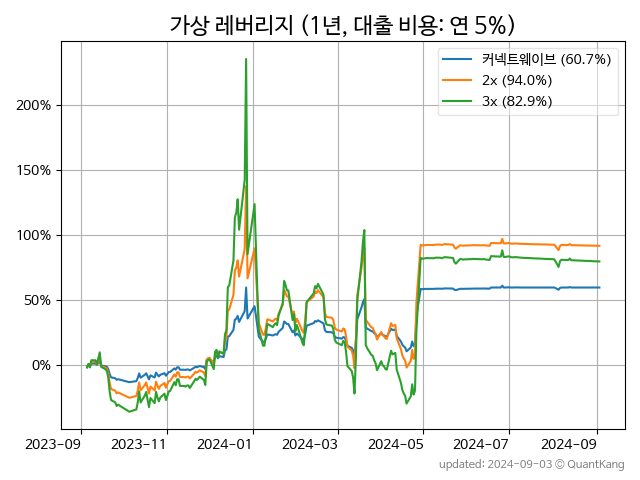 가상 레버리지 (1년, 대출 비용: 연 5%)
커넥트웨이브 (60.7%)
2x (94.0%)
3x (82.9%)
200%
150%
100%
50%
0%
2023-09
2023-11
2024-01
2024-03
2024-05
2024-07
2024-09
updated: 2024-09-03 © QuantKang